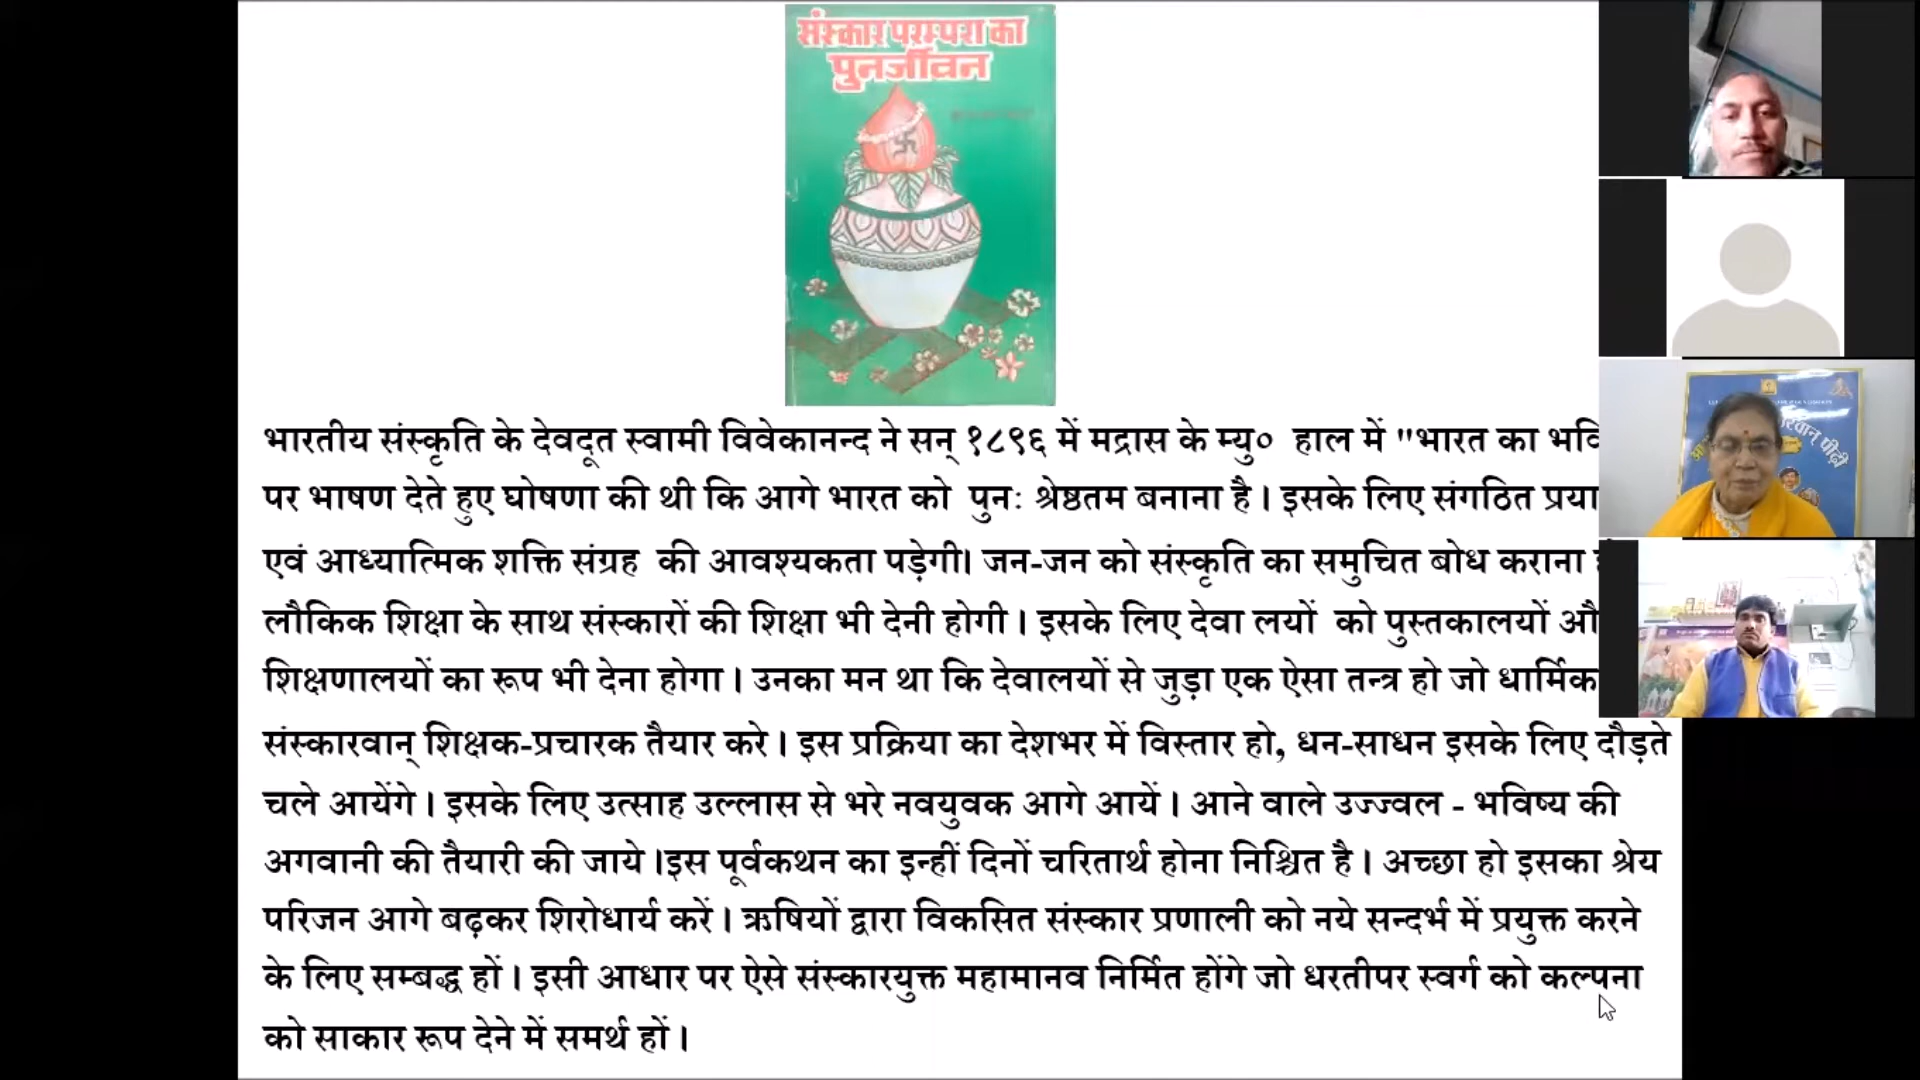 संस्कार परम्परा का
पुनर्जीवन
भारतीय संस्कृति के देवदूत स्वामी विवेकानन्द ने सन् १८९६ में मद्रास के म्यु० हाल में "भारत का भवि
पर भाषण देते हुए घोषणा की थी कि आगे भारत को पुनः श्रेष्ठतम बनाना है। इसके लिए संगठित प्रया
एवं आध्यात्मिक शक्ति संग्रह की आवश्यकता पड़ेगी। जन-जन को संस्कृति का समुचित बोध कराना
लौकिक शिक्षा के साथ संस्कारों की शिक्षा भी देनी होगी। इसके लिए देवा लयों को पुस्तकालयों औ
शिक्षणालयों का रूप भी देना होगा। उनका मन था कि देवालयों से जुड़ा एक ऐसा तन्त्र हो जो धार्मिक
संस्कारवान् शिक्षक-प्रचारक तैयार करे। इस प्रक्रिया का देशभर में विस्तार हो, धन-साधन इसके लिए दौड़ते
चले आयेंगे। इसके लिए उत्साह उल्लास से भरे नवयुवक आगे आयें। आने वाले उज्ज्वल - भविष्य की
अगवानी की तैयारी की जाये।इस पूर्वकथन का इन्हीं दिनों चरितार्थ होना निश्चित है। अच्छा हो इसका श्रेय
परिजन आगे बढ़कर शिरोधार्य करें। ऋषियों द्वारा विकसित संस्कार प्रणाली को नये सन्दर्भ में प्रयुक्त करने
के लिए सम्बद्ध हों। इसी आधार पर ऐसे संस्कारयुक्त महामानव निर्मित होंगे जो धरतीपर स्वर्ग को कल्पना
को साकार रूप देने में समर्थ हों।
पीढ़ी